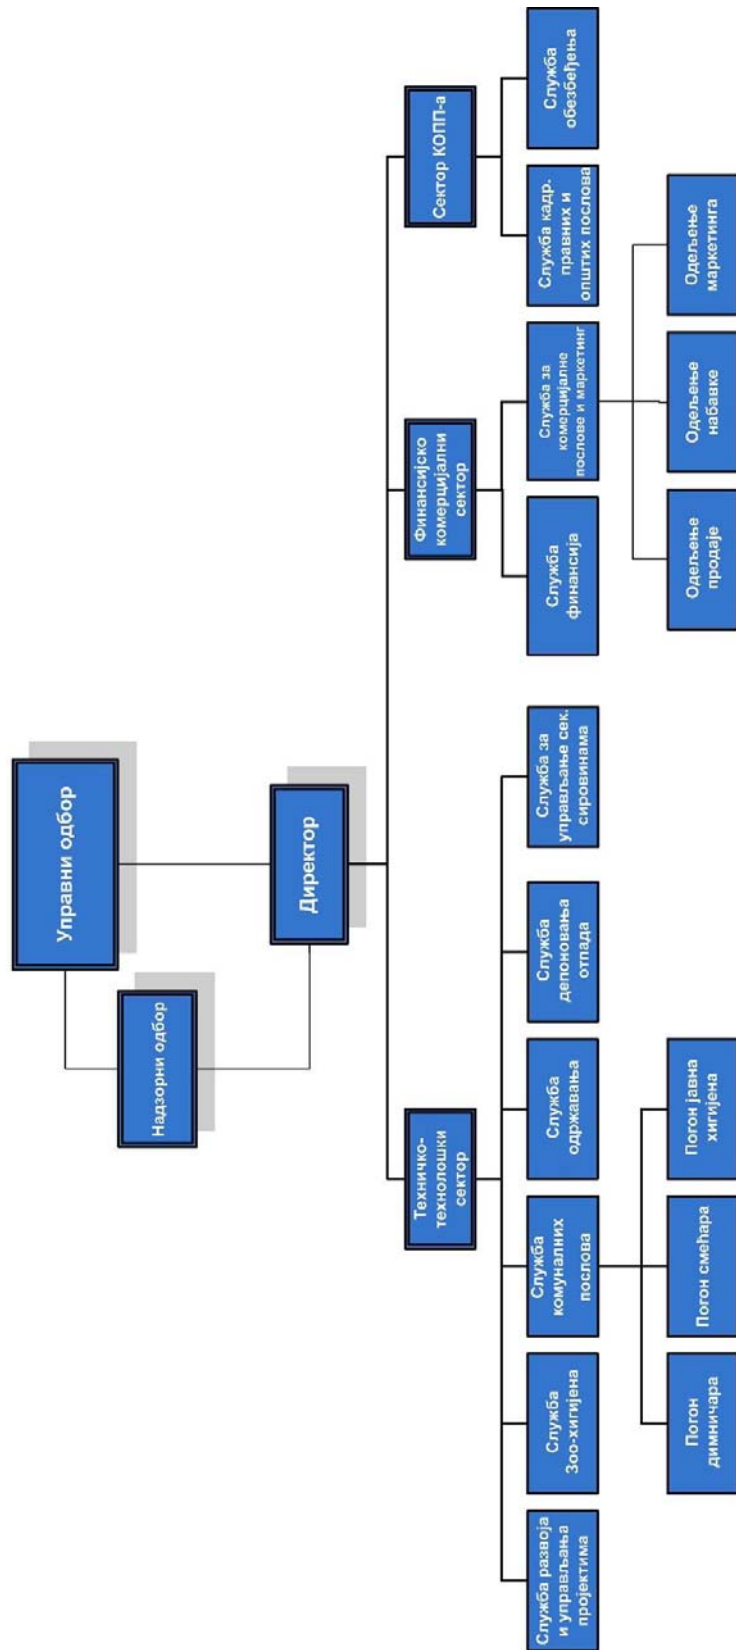 Управни одбор
Надзорни одбор
Директор
Техничко-
технолошки
сектор
Финансијско
комерцијални
сектор
Сектор КОПП-а
Служба развоја
и управљања
пројектима
Служба
Зоо-хигијена
Служба
комуналних
послова
Служба
одржавања
Служба
депоновања
отпада
Служба за
управљање сек.
сировинама
Служба
финансија
Служба за
комерцијалне
послове и маркетинг
Служба кадр.
правних и
општих послова
Служба
обезбеђења
Погон
димничара
Погон смећара
Погон јавна
хигијена
Одељење
продаје
Одељење
набавке
Одељење
маркетинга